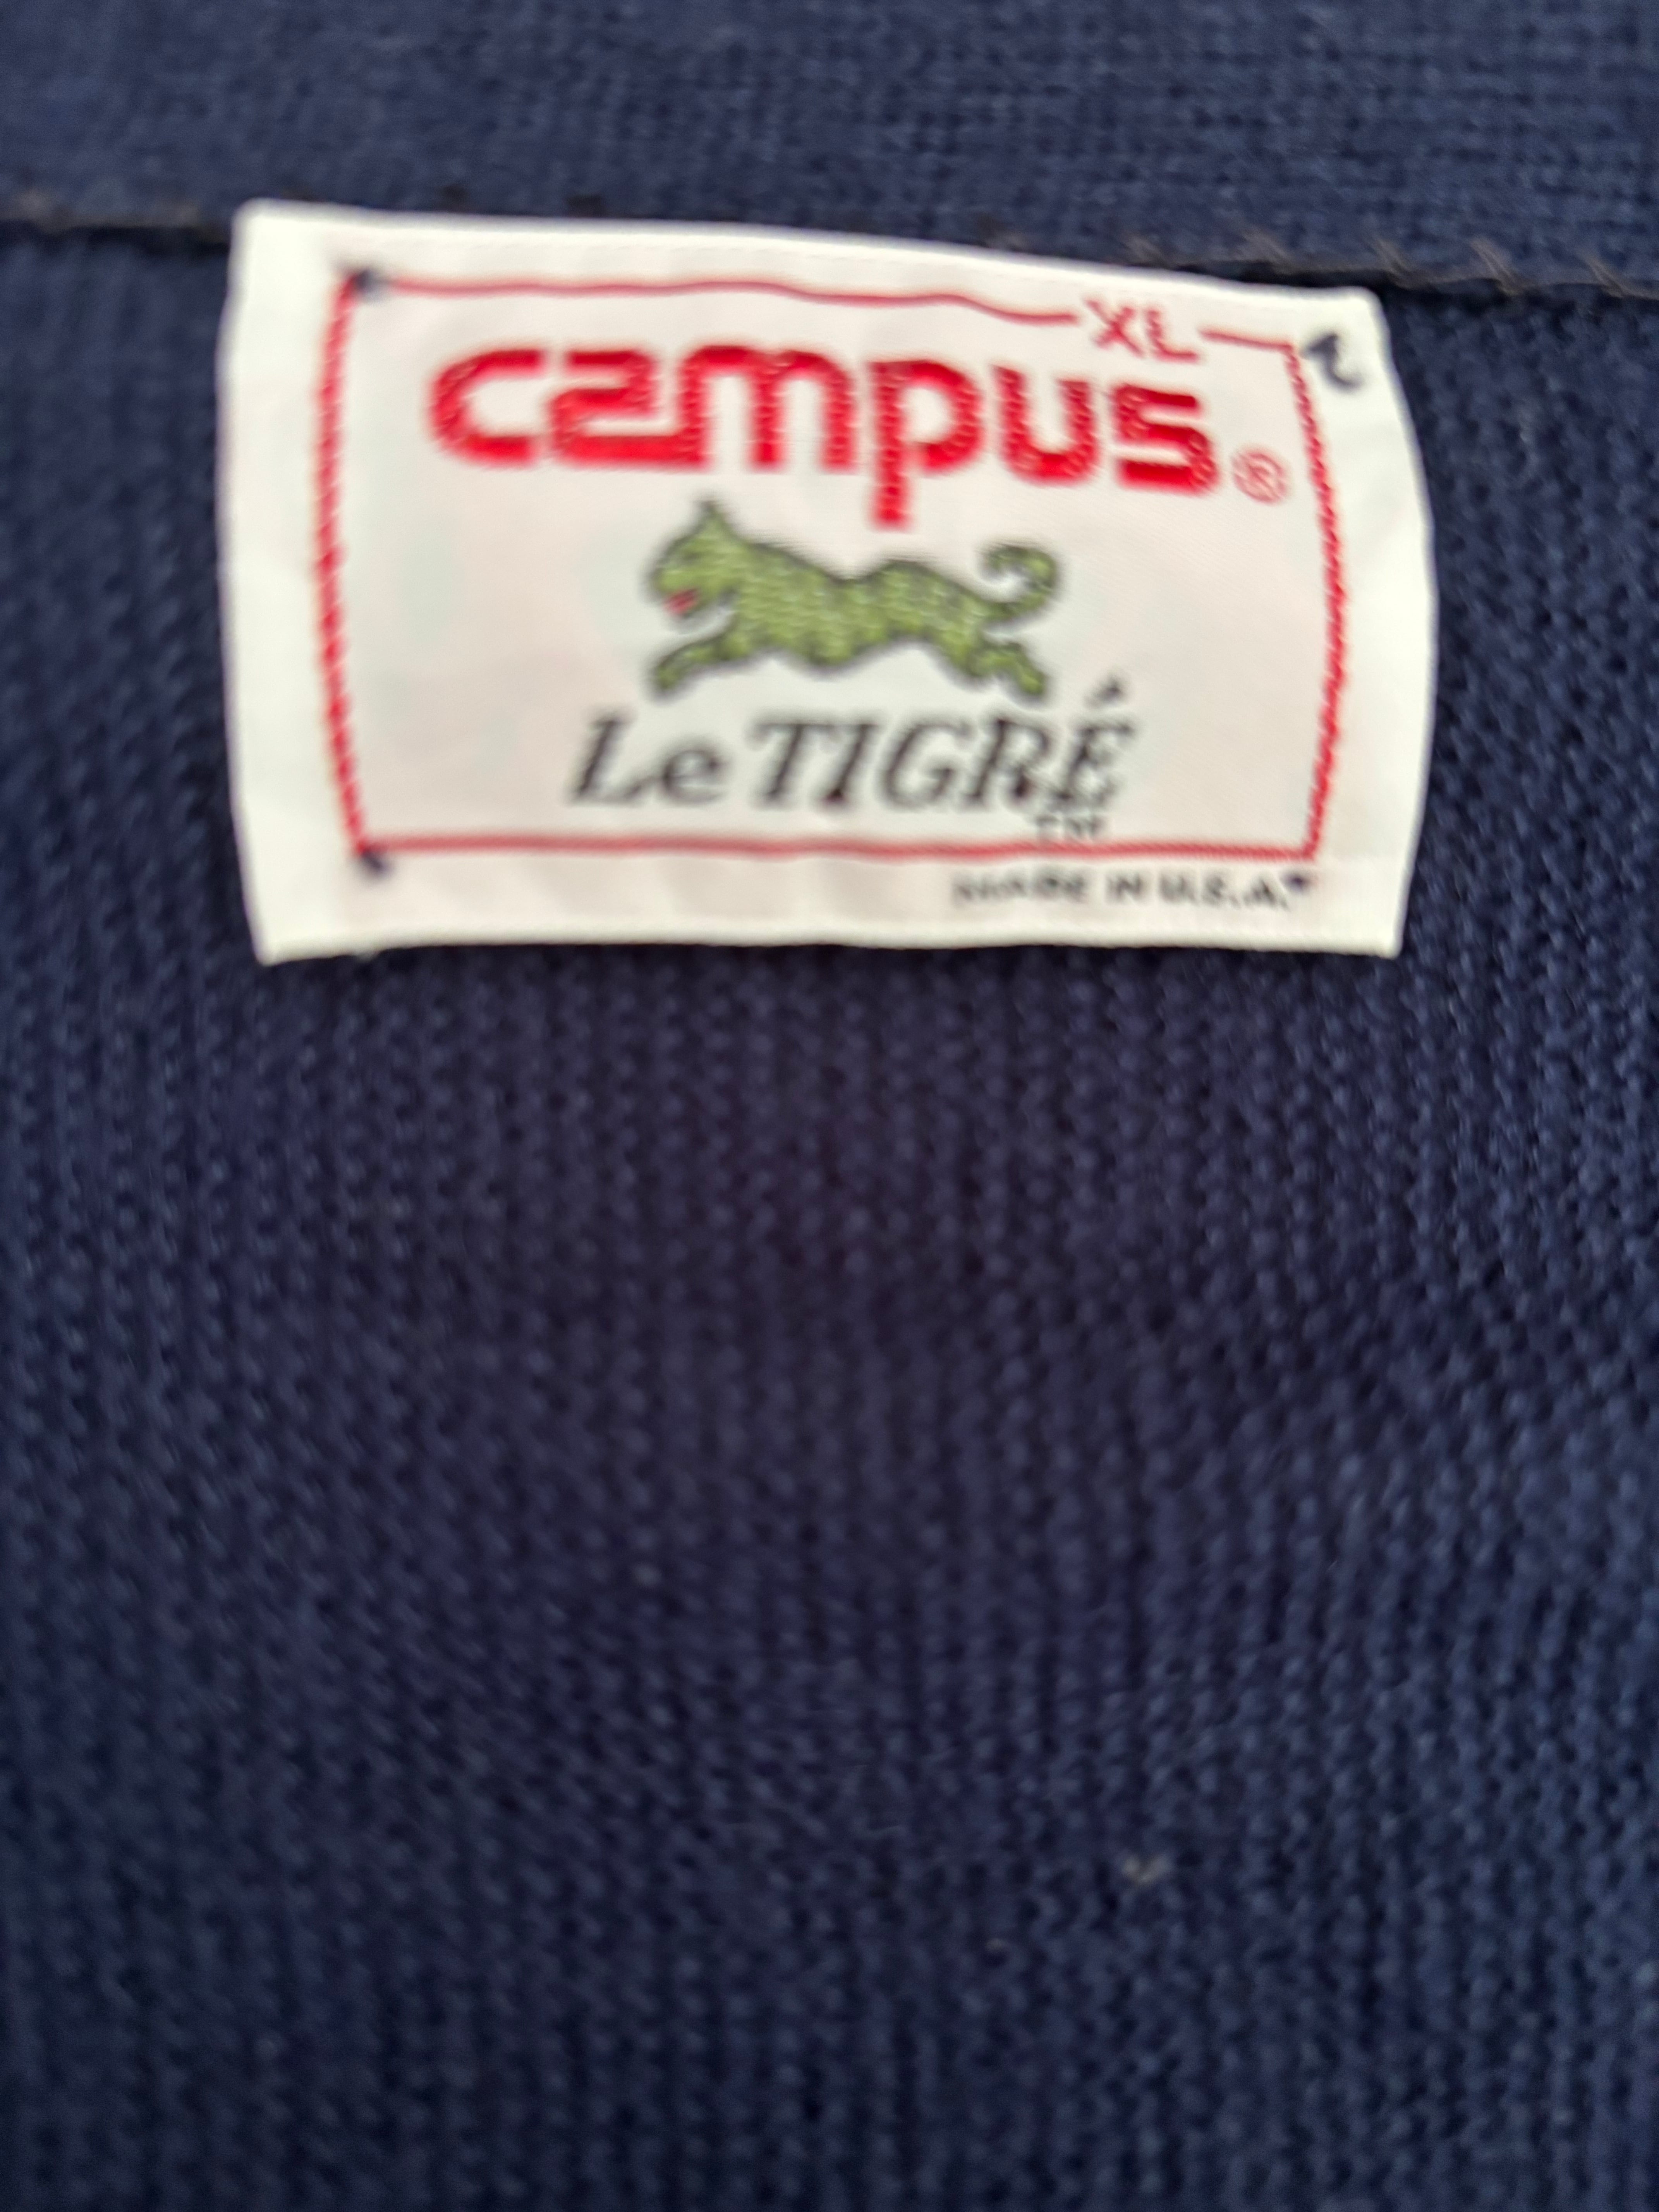 XL
campus®
Le TIGRÉ
TM
MADE IN U.S.A.